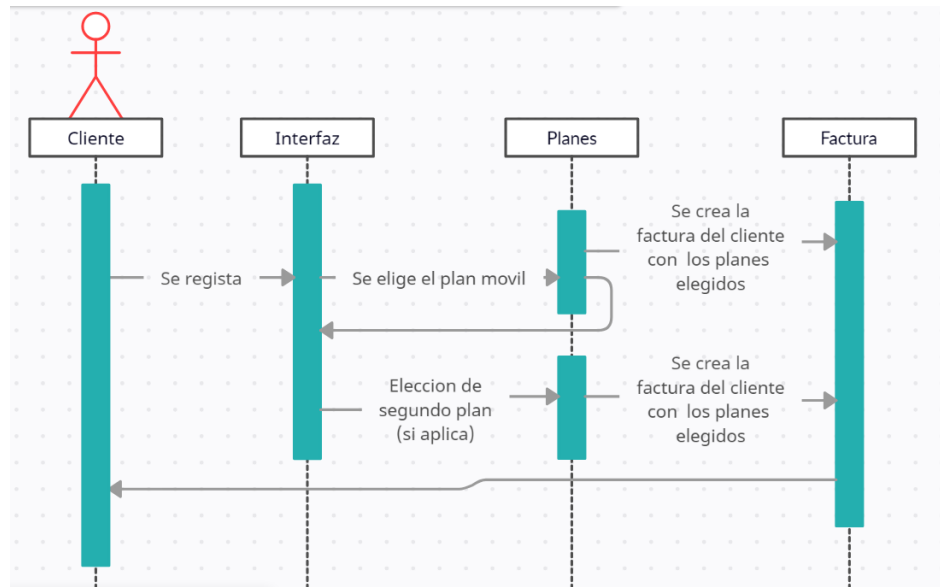 Cliente
Interfaz
Planes
Factura
Se crea la
factura del cliente
con los planes
elegidos
Se regista
Se elige el plan movil
Eleccion de
segundo plan
(si aplica)
Se crea la
factura del cliente
con los planes
elegidos